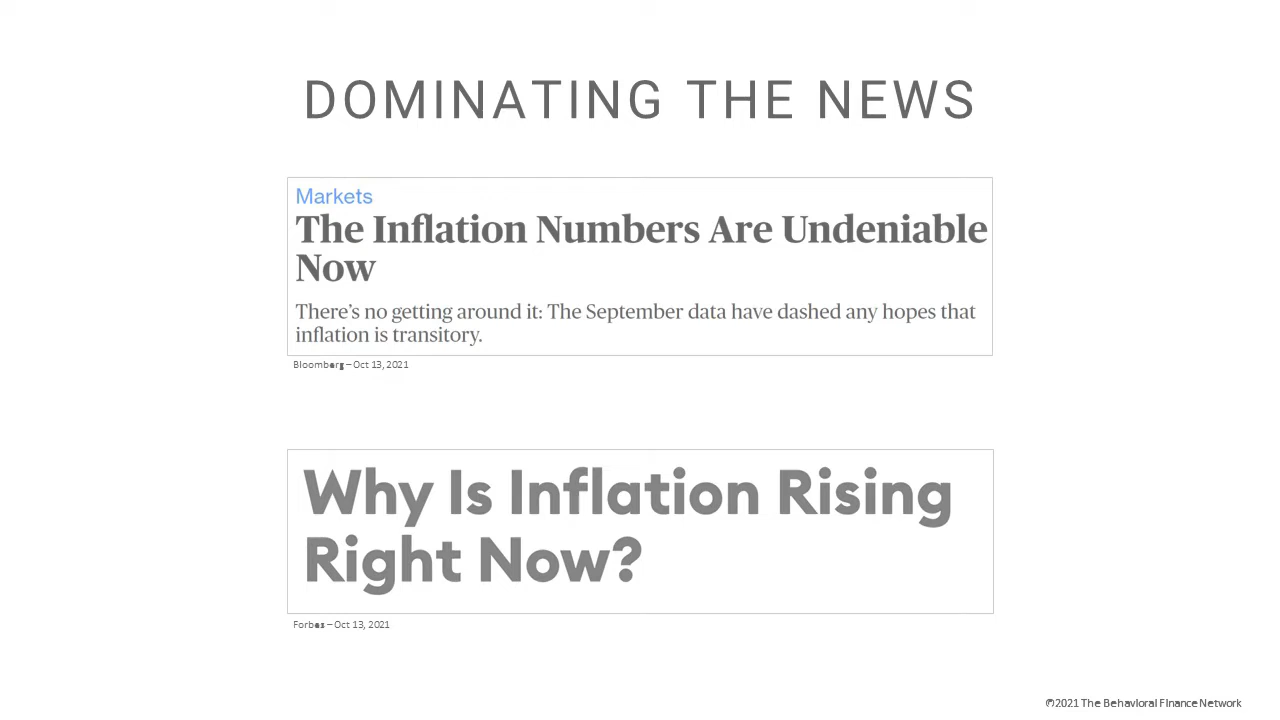 DOMINATING THE NEWS
Markets
The Inflation Numbers Are Undeniable
Now
There’s no getting around it: The September data have dashed any hopes that
inflation is transitory.
Bloomberg – Oct 13, 2021
Why Is Inflation Rising
Right Now?
Forbes – Oct 13, 2021
©2021 The Behavioral Finance Network